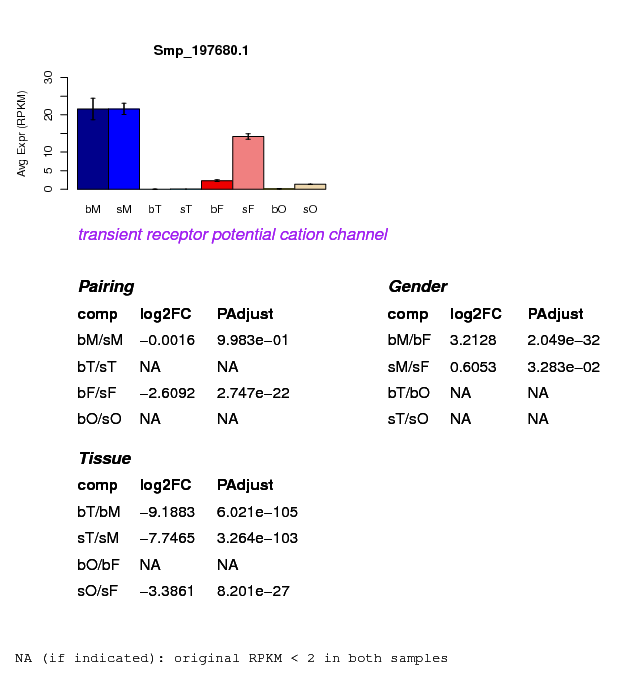 Smp_197680.1
Avg Expr (RPKM)
30
20
10
5
0
bM sM bT sT bF sF bO sO
transient receptor potential cation channel
Pairing
comp log2FC PAdjust
bM/sM −0.0016 9.983e−01
bT/sT NA NA
bF/sF −2.6092 2.747e−22
bO/sO NA NA
Gender
comp log2FC PAdjust
bM/bF 3.2128 2.049e−32
sM/sF 0.6053 3.283e−02
bT/bO NA NA
sT/sO NA NA
Tissue
comp log2FC PAdjust
bT/bM −9.1883 6.021e−105
sT/sM −7.7465 3.264e−103
bO/bF NA NA
sO/sF −3.3861 8.201e−27
NA (if indicated): original RPKM < 2 in both samples